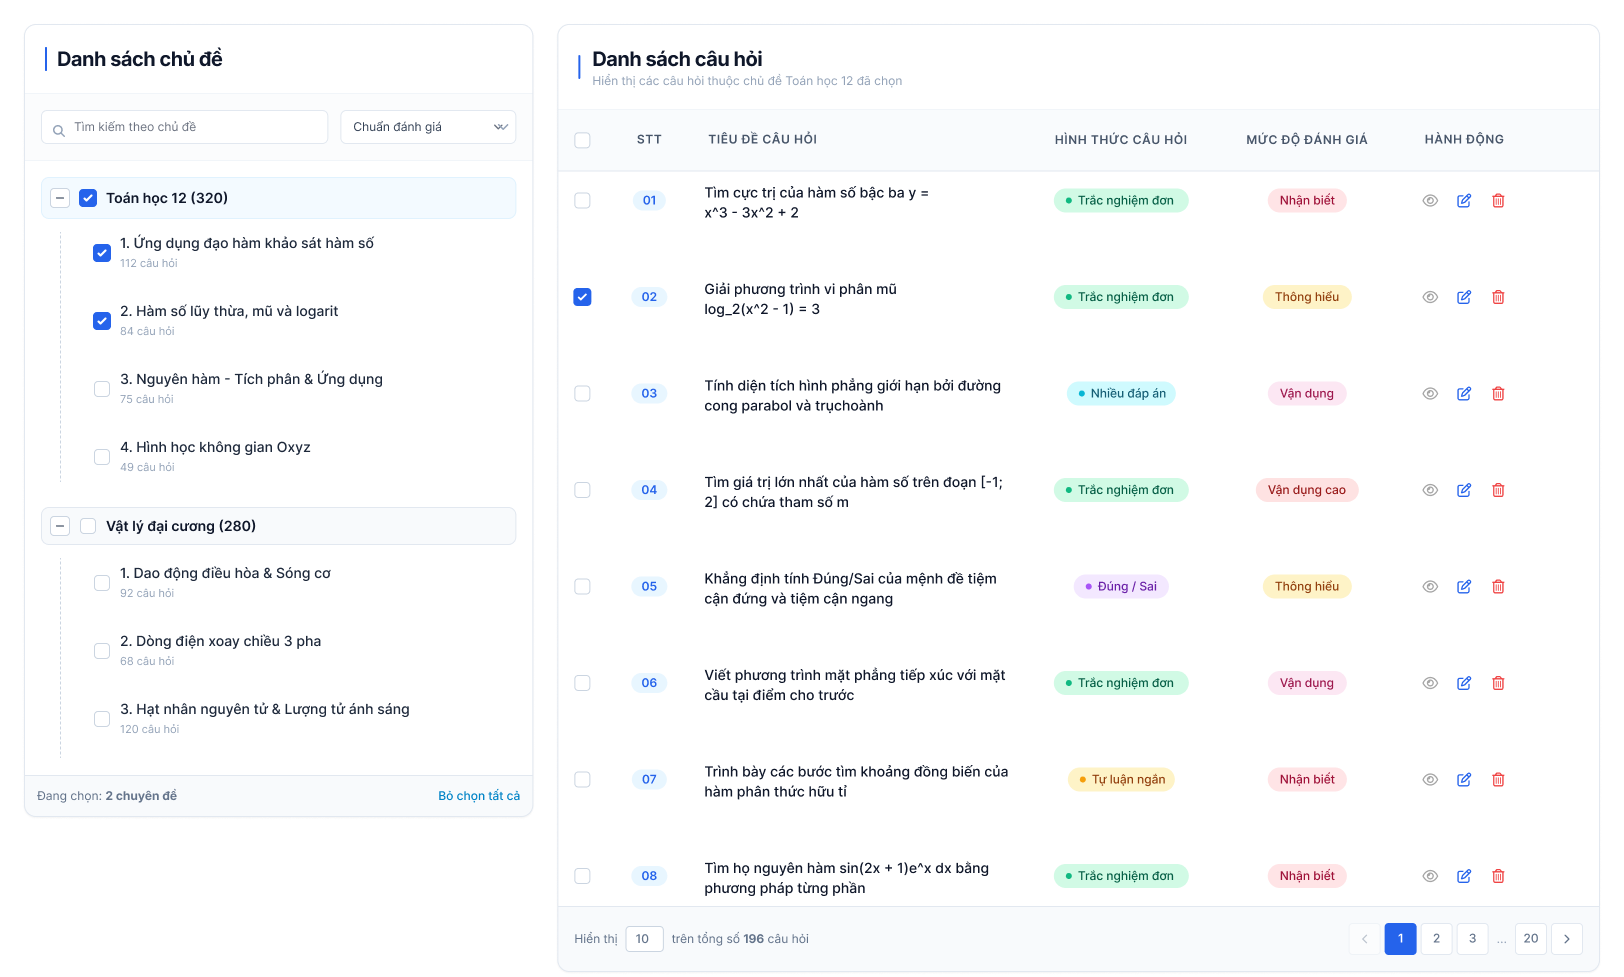 Danh sách chủ đề
Tìm kiếm theo chủ đề
Chuẩn đánh giá
Toán học 12 (320)
1. Ứng dụng đạo hàm khảo sát hàm số
112 câu hỏi
2. Hàm số lũy thừa, mũ và logarit
84 câu hỏi
3. Nguyên hàm - Tích phân & Ứng dụng
75 câu hỏi
4. Hình học không gian Oxyz
49 câu hỏi
Vật lý đại cương (280)
1. Dao động điều hòa & Sóng cơ
92 câu hỏi
2. Dòng điện xoay chiều 3 pha
68 câu hỏi
3. Hạt nhân nguyên tử & Lượng tử ánh sáng
120 câu hỏi
Đang chọn: 2 chuyên đề
Bỏ chọn tất cả
Danh sách câu hỏi
Hiển thị các câu hỏi thuộc chủ đề Toán học 12 đã chọn
STT TIÊU ĐỀ CÂU HỎI HÌNH THỨC CÂU HỎI MỨC ĐỘ ĐÁNH GIÁ HÀNH ĐỘNG
01 Tìm cực trị của hàm số bậc ba y =
x^3 - 3x^2 + 2
Trắc nghiệm đơn Nhận biết
02 Giải phương trình vi phân mũ
log_2(x^2 - 1) = 3
Trắc nghiệm đơn Thông hiểu
03 Tính diện tích hình phẳng giới hạn bởi đường
cong parabol và trụchoành
Nhiều đáp án Vận dụng
04 Tìm giá trị lớn nhất của hàm số trên đoạn [-1;
2] có chứa tham số m
Trắc nghiệm đơn Vận dụng cao
05 Khẳng định tính Đúng/Sai của mệnh đề tiệm
cận đứng và tiệm cận ngang
Đúng / Sai Thông hiểu
06 Viết phương trình mặt phẳng tiếp xúc với mặt
cầu tại điểm cho trước
Trắc nghiệm đơn Vận dụng
07 Trình bày các bước tìm khoảng đồng biến của
hàm phân thức hữu tỉ
Tự luận ngắn Nhận biết
08 Tìm họ nguyên hàm sin(2x + 1)e^x dx bằng
phương pháp từng phần
Trắc nghiệm đơn Nhận biết
Hiển thị 10 trên tổng số 196 câu hỏi
1 2 3 ... 20